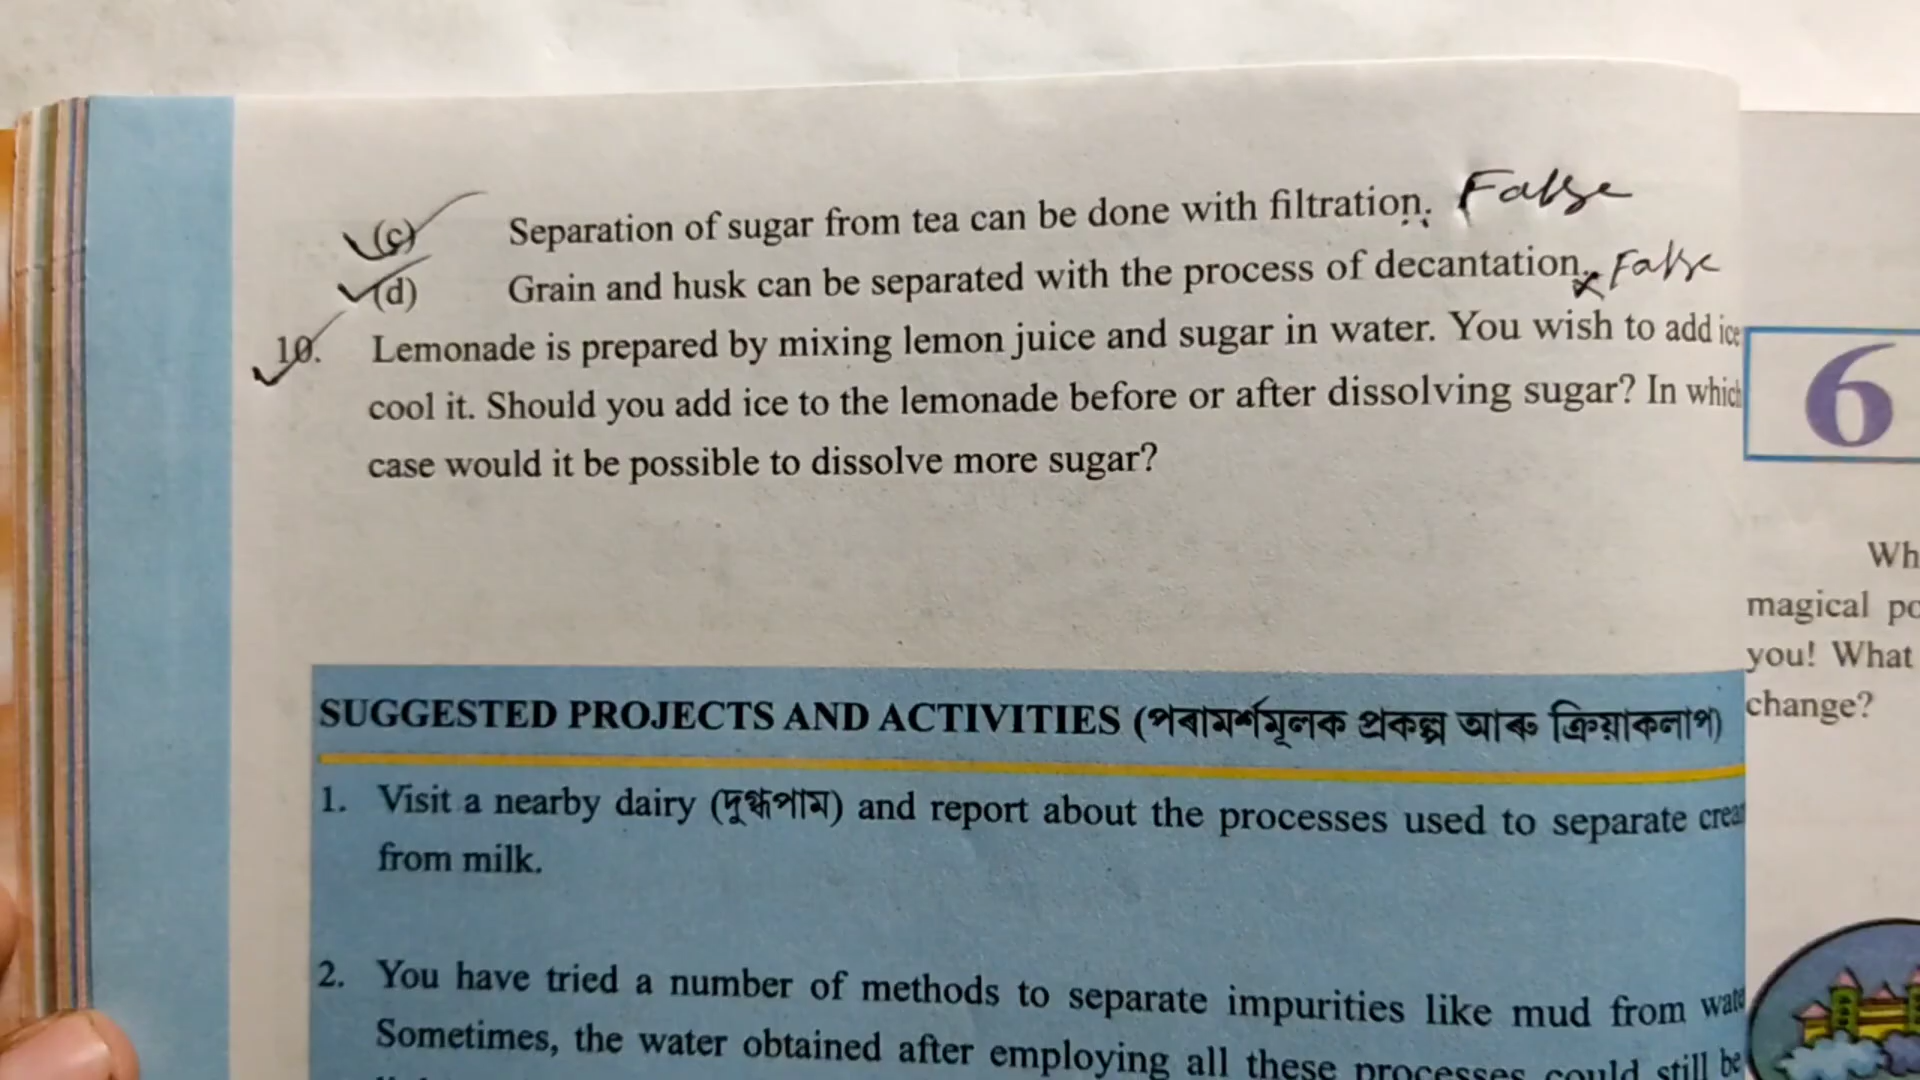 (c) Separation of sugar from tea can be done with filtration. False
(d) Grain and husk can be separated with the process of decantation. False
10. Lemonade is prepared by mixing lemon juice and sugar in water. You wish to add ice
cool it. Should you add ice to the lemonade before or after dissolving sugar? In which
case would it be possible to dissolve more sugar?
SUGGESTED PROJECTS AND ACTIVITIES (পৰামৰ্শমূলক প্ৰকল্প আৰু ক্ৰিয়াকলাপ)
1. Visit a nearby dairy (দুগ্ধপাম) and report about the processes used to separate
from milk.
2. You have tried a number of methods to separate impurities like mud from
Sometimes, the water obtained after employing all these processes could still be
6
Wh
magical
you! What
change?